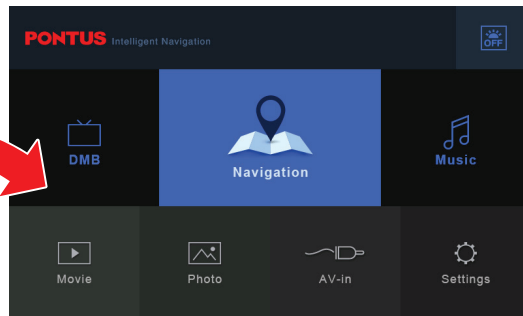 PONTUS Intelligent Navigation
OFF
DMB
Navigation
Music
Movie
Photo
AV-in
Settings